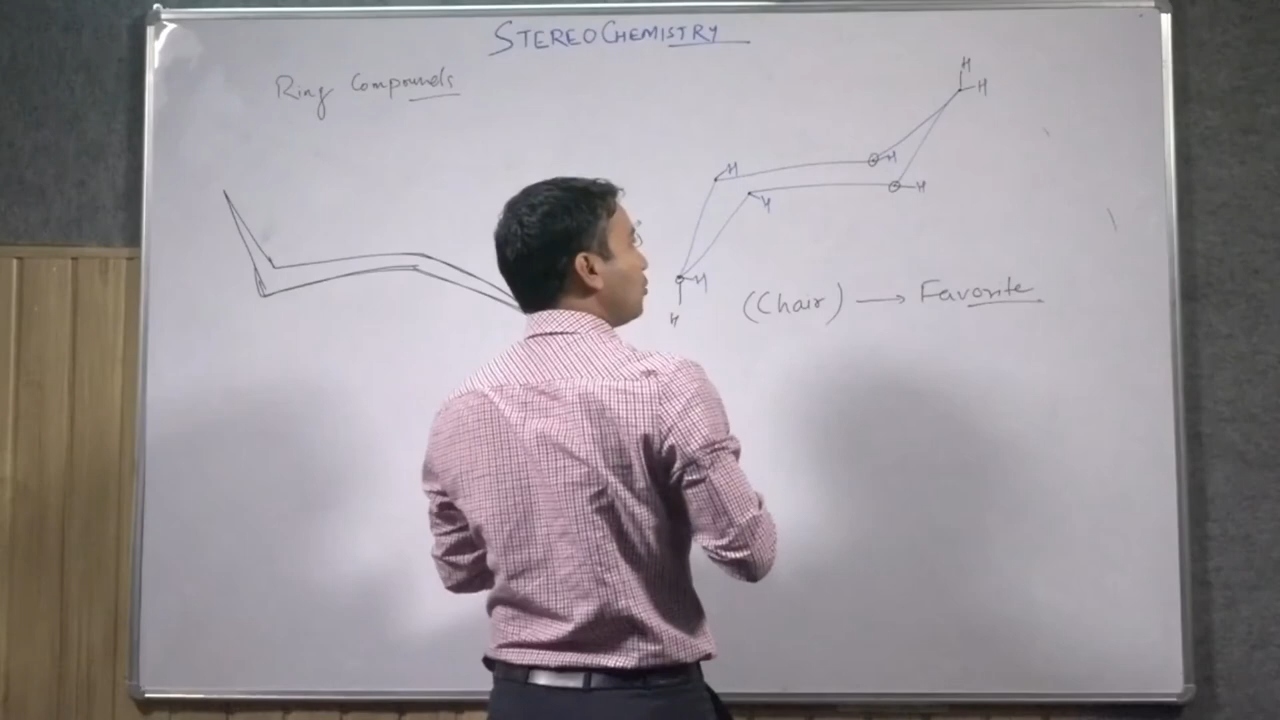 STEREOCHEMISTRY
Ring Compounds
H
H
H
H
H
H
H
H
(Chair) → Favorite